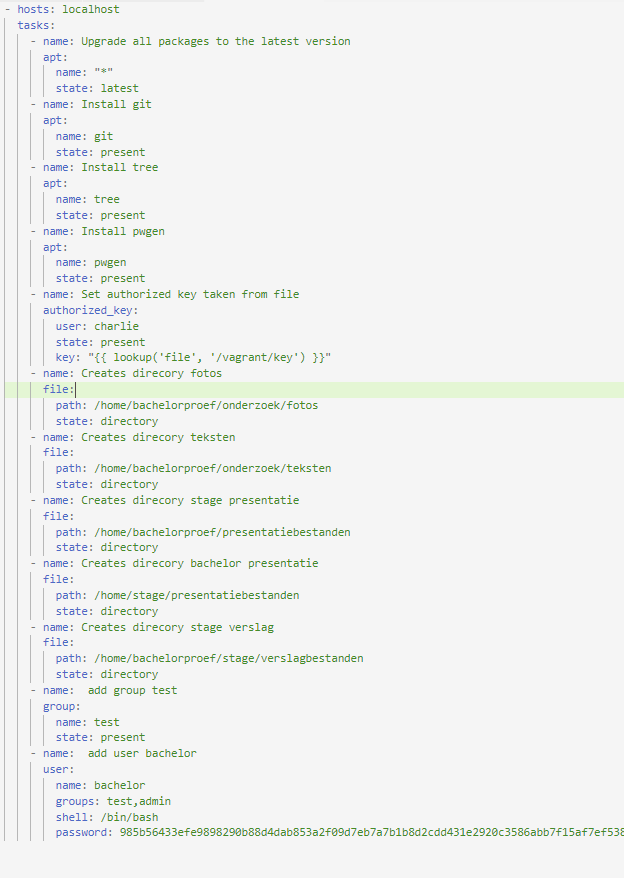 - hosts: localhost
  tasks:
    - name: Upgrade all packages to the latest version
      apt:
        name: "*"
        state: latest
    - name: Install git
      apt:
        name: git
        state: present
    - name: Install tree
      apt:
        name: tree
        state: present
    - name: Install pwgen
      apt:
        name: pwgen
        state: present
    - name: Set authorized key taken from file
      authorized_key:
        user: charlie
        state: present
        key: "{{ lookup('file', '/vagrant/key') }}"
    - name: Creates direcory fotos
      file:
        path: /home/bachelorproef/onderzoek/fotos
        state: directory
    - name: Creates direcory teksten
      file:
        path: /home/bachelorproef/onderzoek/teksten
        state: directory
    - name: Creates direcory stage presentatie
      file:
        path: /home/bachelorproef/presentatiebestanden
        state: directory
    - name: Creates direcory bachelor presentatie
      file:
        path: /home/stage/presentatiebestanden
        state: directory
    - name: Creates direcory stage verslag
      file:
        path: /home/bachelorproef/stage/verslagbestanden
        state: directory
    - name:  add group test
      group:
        name: test
        state: present
    - name:  add user bachelor
      user:
        name: bachelor
        groups: test,admin
        shell: /bin/bash
        password: 985b56433efe9898290b88d4dab853a2f09d7eb7a7b1b8d2cdd431e2920c3586abb7f15af7ef538